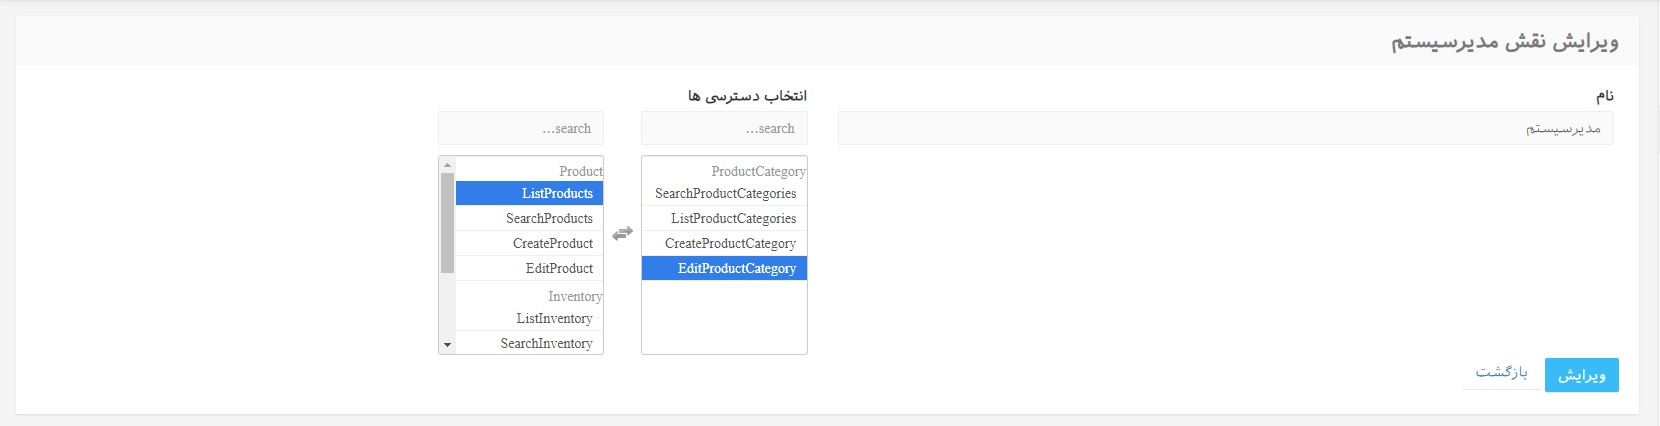 ویرایش نقش مدیرسیستم
نام
مدیرسیستم
انتخاب دسترسی ها
search...
ProductCategory
SearchProductCategories
ListProductCategories
CreateProductCategory
EditProductCategory
search...
Product
ListProducts
SearchProducts
CreateProduct
EditProduct
Inventory
ListInventory
SearchInventory
ویرایش
بازگشت